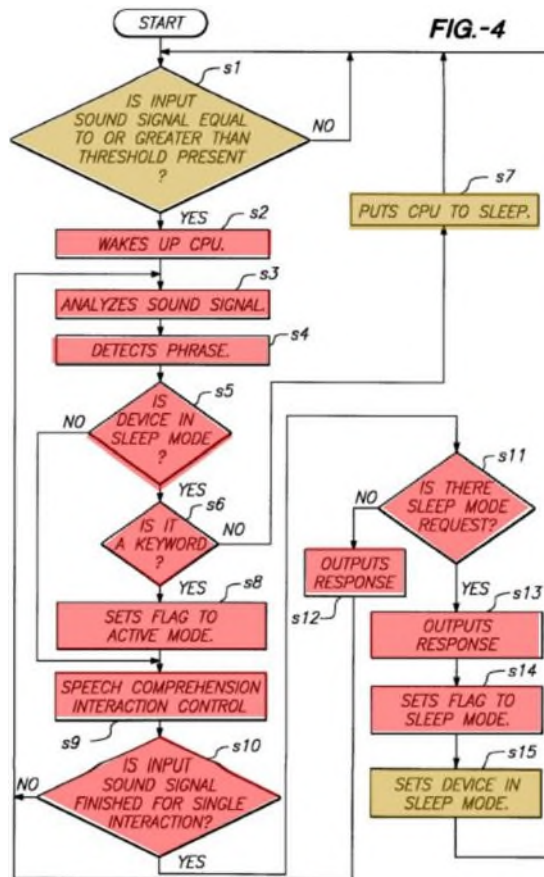 START
FIG.-4
s1
IS INPUT
SOUND SIGNAL EQUAL
TO OR GREATER THAN
THRESHOLD PRESENT
?
NO
YES
s2
WAKES UP CPU.
s7
PUTS CPU TO SLEEP.
s3
ANALYZES SOUND SIGNAL.
s4
DETECTS PHRASE.
s5
IS
DEVICE IN
SLEEP MODE
?
NO
YES
s6
IS IT
A KEYWORD
?
NO
YES
s8
SETS FLAG TO
ACTIVE MODE.
SPEECH COMPREHENSION
INTERACTION CONTROL
s9
s10
IS INPUT
SOUND SIGNAL
FINISHED FOR SINGLE
INTERACTION?
NO
YES
s11
IS THERE
SLEEP MODE
REQUEST?
NO
YES
OUTPUTS
RESPONSE
s12
s13
OUTPUTS
RESPONSE
s14
SETS FLAG TO
SLEEP MODE.
s15
SETS DEVICE IN
SLEEP MODE.